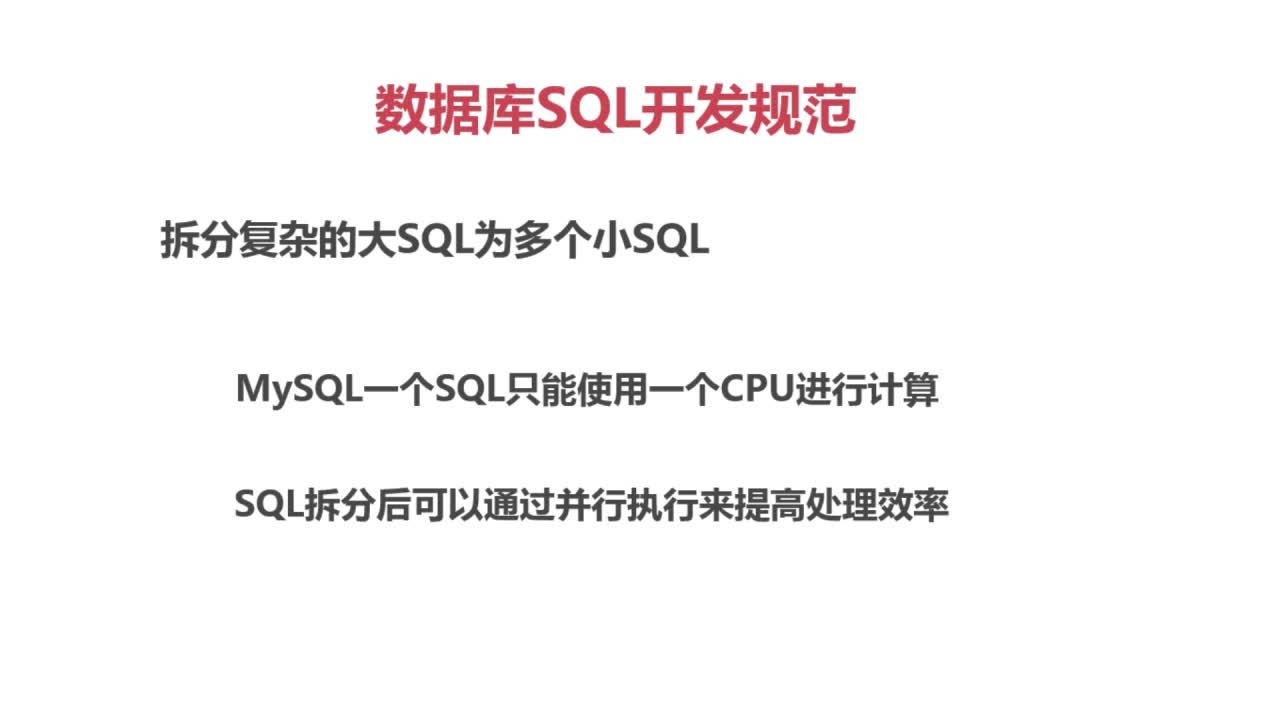 数据库SQL开发规范
拆分复杂的大SQL为多个小SQL
MySQL一个SQL只能使用一个CPU进行计算
SQL拆分后可以通过并行执行来提高处理效率